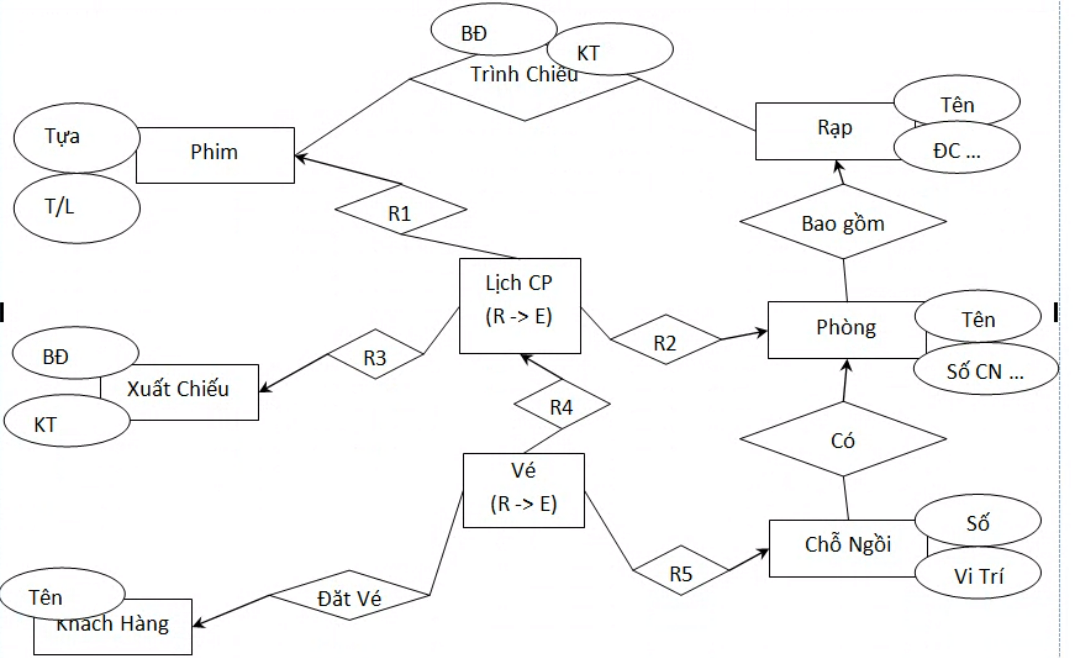 BĐ
KT
Trình Chiếu
Tựa
Phim
T/L
Rạp
Tên
ĐC ...
R1
Bao gồm
Lịch CP
(R -> E)
R2
Phòng
Tên
Số CN ...
BĐ
R3
Xuất Chiếu
KT
R4
Có
Vé
(R -> E)
Chỗ Ngồi
Số
Vi Trí
R5
Đăt Vé
Tên
Khách Hàng